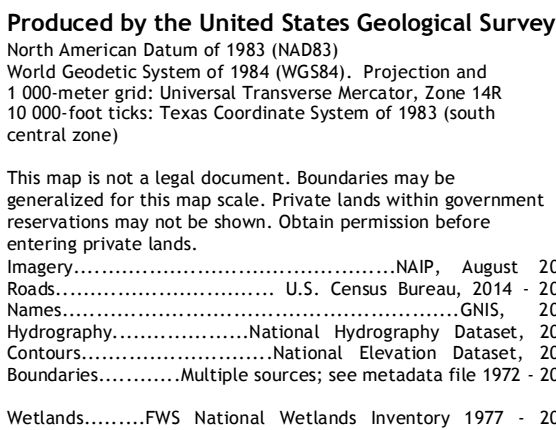 Produced by the United States Geological Survey
North American Datum of 1983 (NAD83)
World Geodetic System of 1984 (WGS84).  Projection and
1 000-meter grid: Universal Transverse Mercator, Zone 14R
10 000-foot ticks: Texas Coordinate System of 1983 (south
central zone)
This map is not a legal document. Boundaries may be
generalized for this map scale. Private lands within government
reservations may not be shown. Obtain permission before
entering private lands.
Imagery................................................NAIP, August 20
Roads................................. U.S. Census Bureau, 2014 - 20
Names...........................................................GNIS, 20
Hydrography....................National Hydrography Dataset, 20
Contours............................National Elevation Dataset, 20
Boundaries............Multiple sources; see metadata file 1972 - 20
Wetlands.........FWS National Wetlands Inventory 1977 - 20